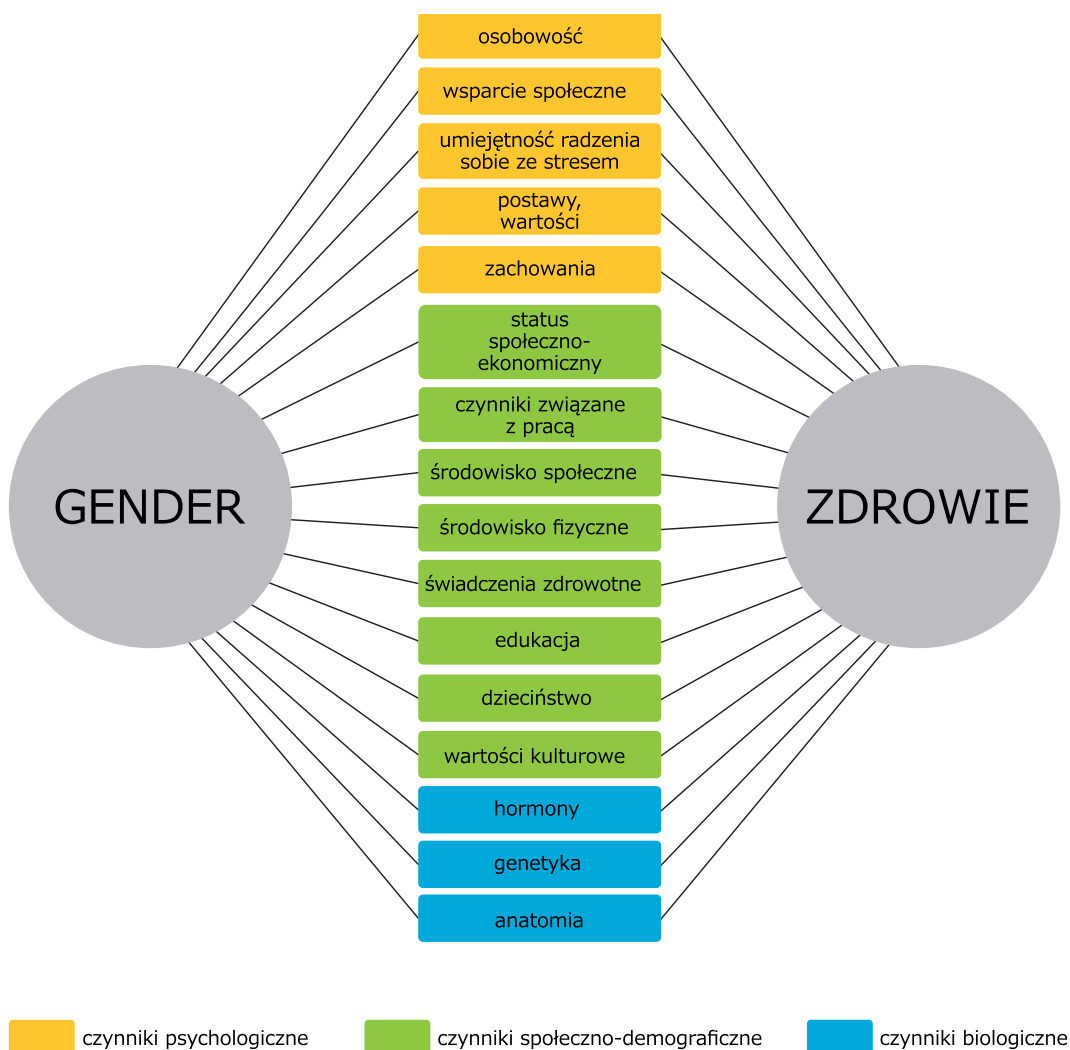 osobowość
wsparcie społeczne
umiejętność radzenia
sobie ze stresem
postawy,
wartości
zachowania
status
społeczno-
ekonomiczny
czynniki związane
z pracą
środowisko społeczne
GENDER
ZDROWIE
środowisko fizyczne
świadczenia zdrowotne
edukacja
dzieciństwo
wartości kulturowe
hormony
genetyka
anatomia
czynniki psychologiczne
czynniki społeczno-demograficzne
czynniki biologiczne